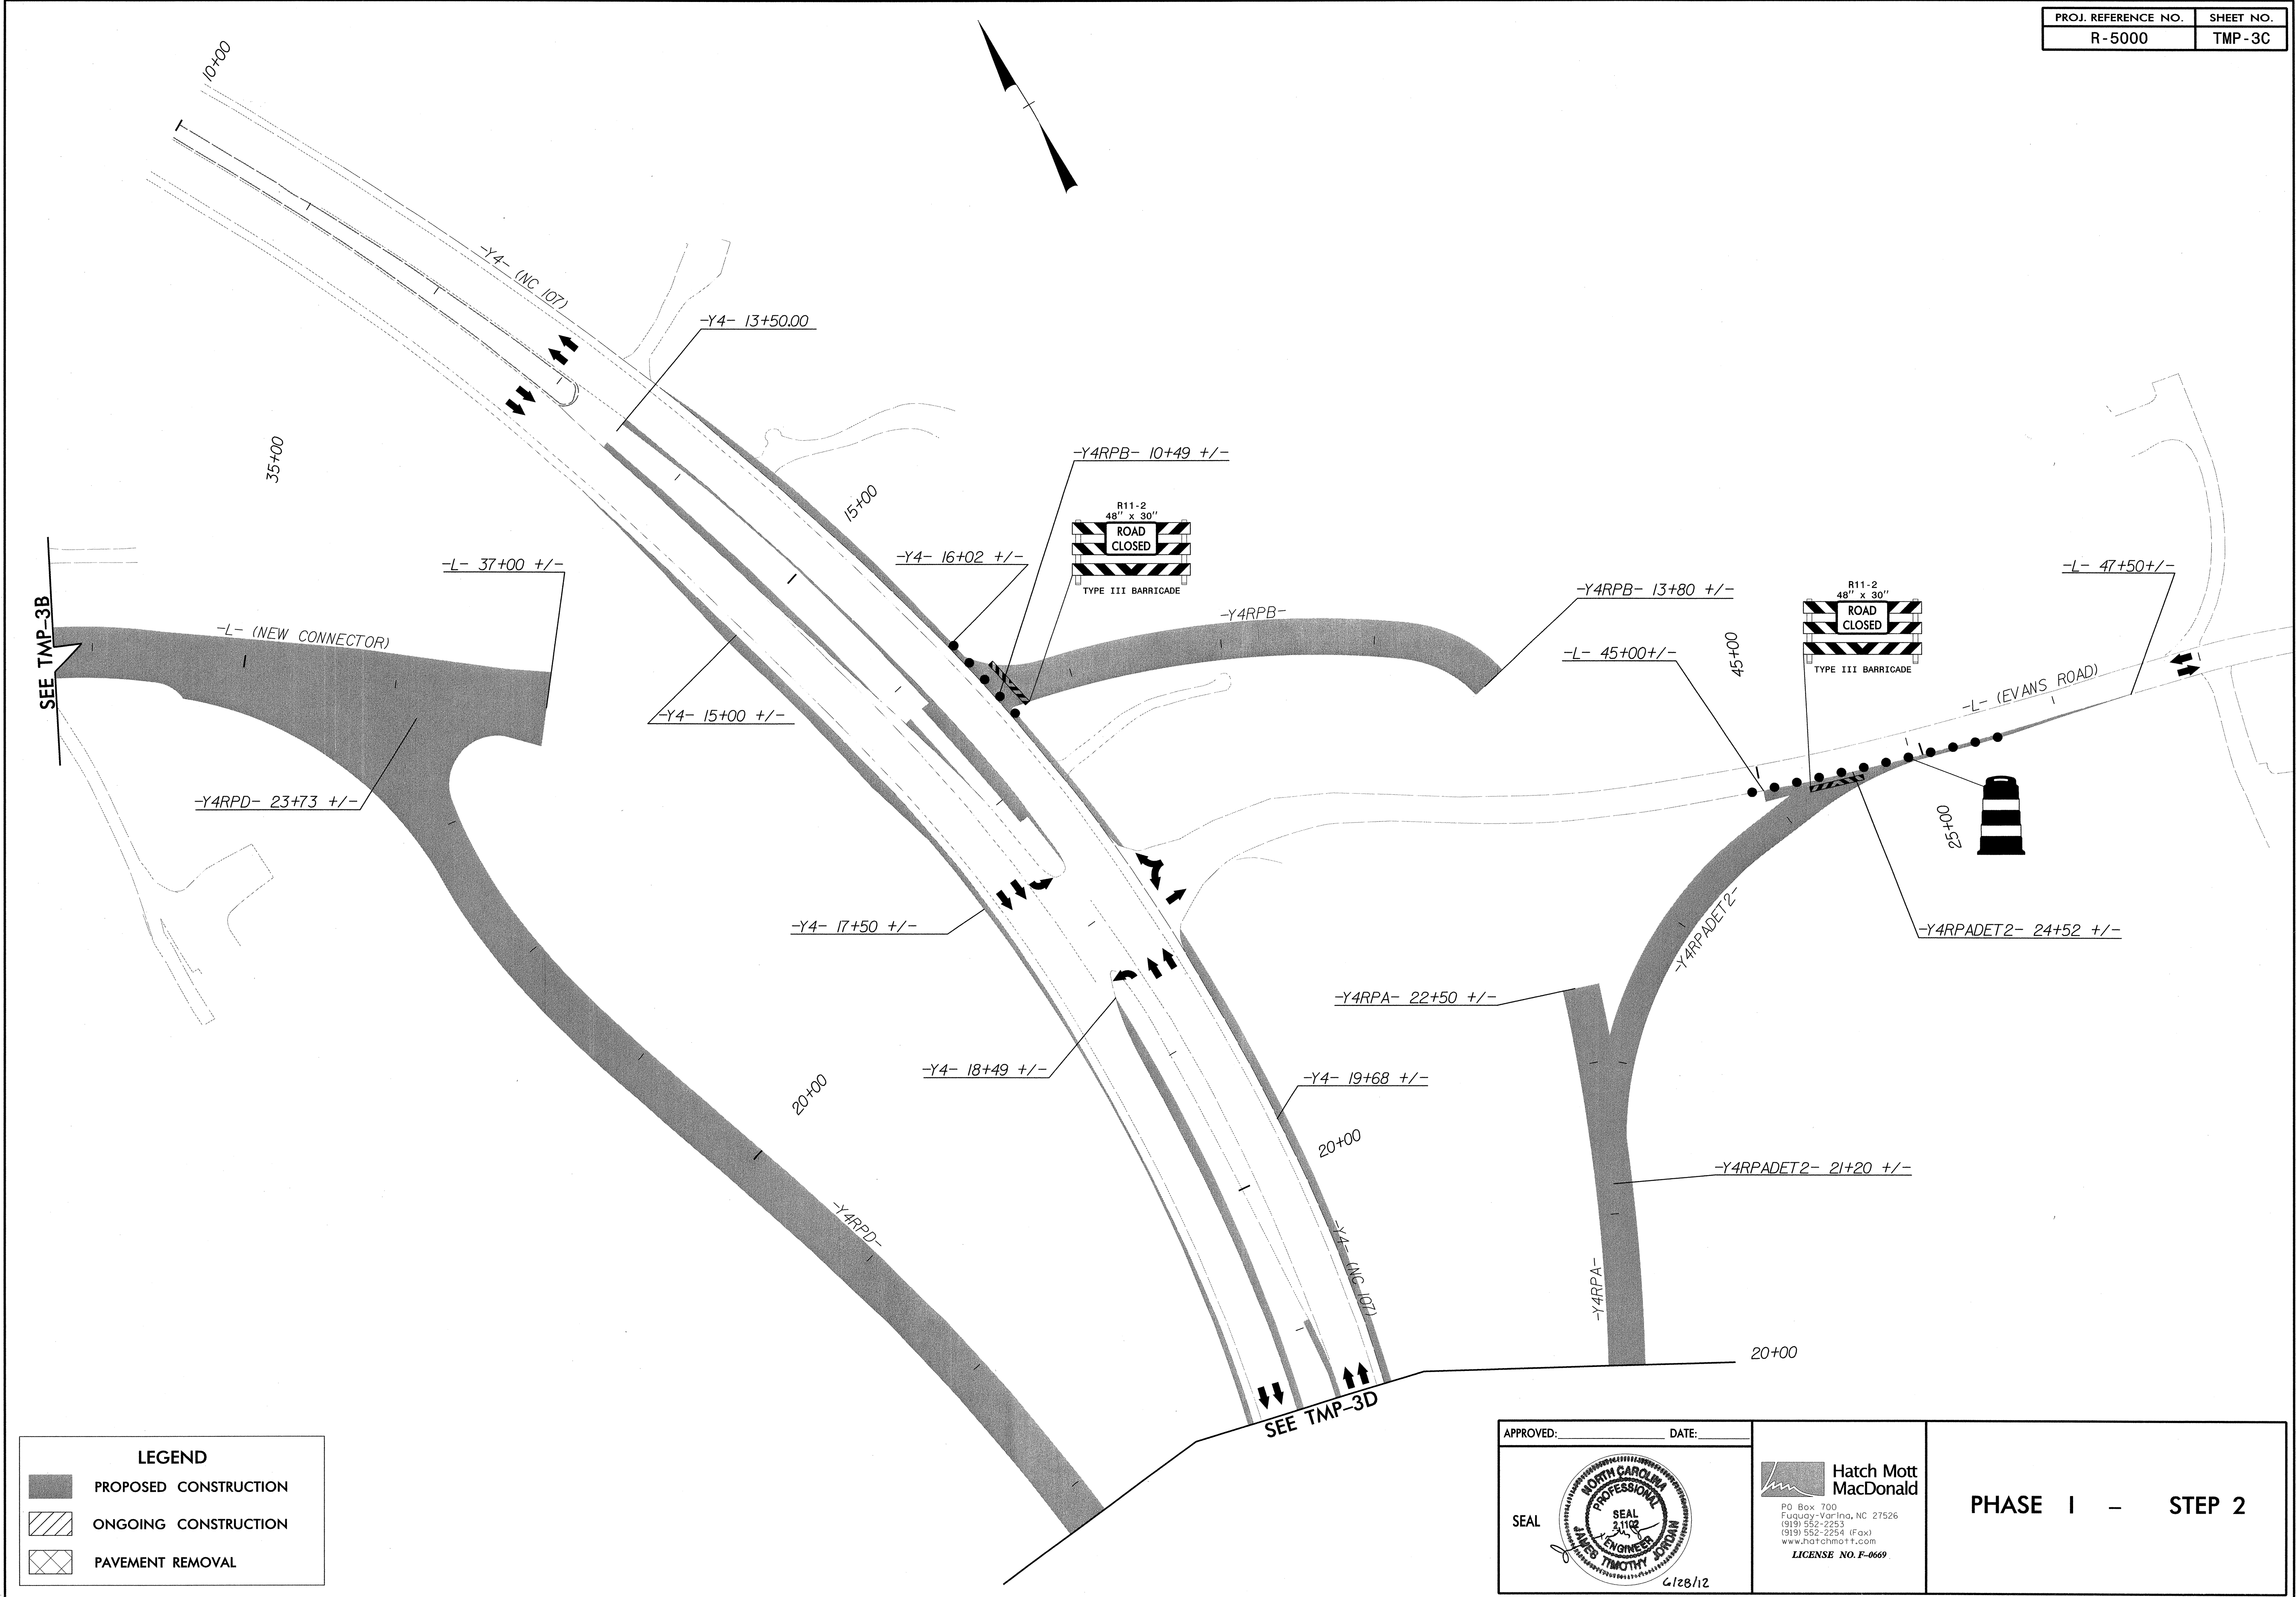 PROJ. REFERENCE NO. SHEET NO.
R-5000 TMP-3C
10+00
-Y4- (NC 107)
-Y4- 13+50.00
35+00
15+00
-Y4RPB- 10+49 +/-
R11-2
48" x 30"
ROAD
CLOSED
TYPE III BARRICADE
-Y4- 16+02 +/-
-L- 37+00 +/-
SEE TMP-3B
-L- (NEW CONNECTOR)
-Y4RPB-
-Y4RPB- 13+80 +/-
-L- 45+00+/-
45+00
R11-2
48" x 30"
ROAD
CLOSED
TYPE III BARRICADE
-L- 47+50+/-
-L- (EVANS ROAD)
-Y4- 15+00 +/-
-Y4RPD- 23+73 +/-
25+00
-Y4- 17+50 +/-
-Y4RPADET2-
-Y4RPADET2- 24+52 +/-
-Y4RPA- 22+50 +/-
-Y4- 18+49 +/-
-Y4- 19+68 +/-
20+00
20+00
-Y4RPADET2- 21+20 +/-
-Y4RPD-
-Y4- (NC 107)
-Y4RPA-
20+00
SEE TMP-3D
LEGEND
PROPOSED CONSTRUCTION
ONGOING CONSTRUCTION
PAVEMENT REMOVAL
APPROVED: DATE:
SEAL
NORTH CAROLINA
PROFESSIONAL
SEAL
21102
ENGINEER
JAMES TIMOTHY JORDAN
6/28/12
Hatch Mott
MacDonald
PO Box 700
Fuquay-Varina, NC 27526
(919) 552-2253
(919) 552-2254 (Fax)
www.hatchmott.com
LICENSE NO. F-0669
PHASE I - STEP 2